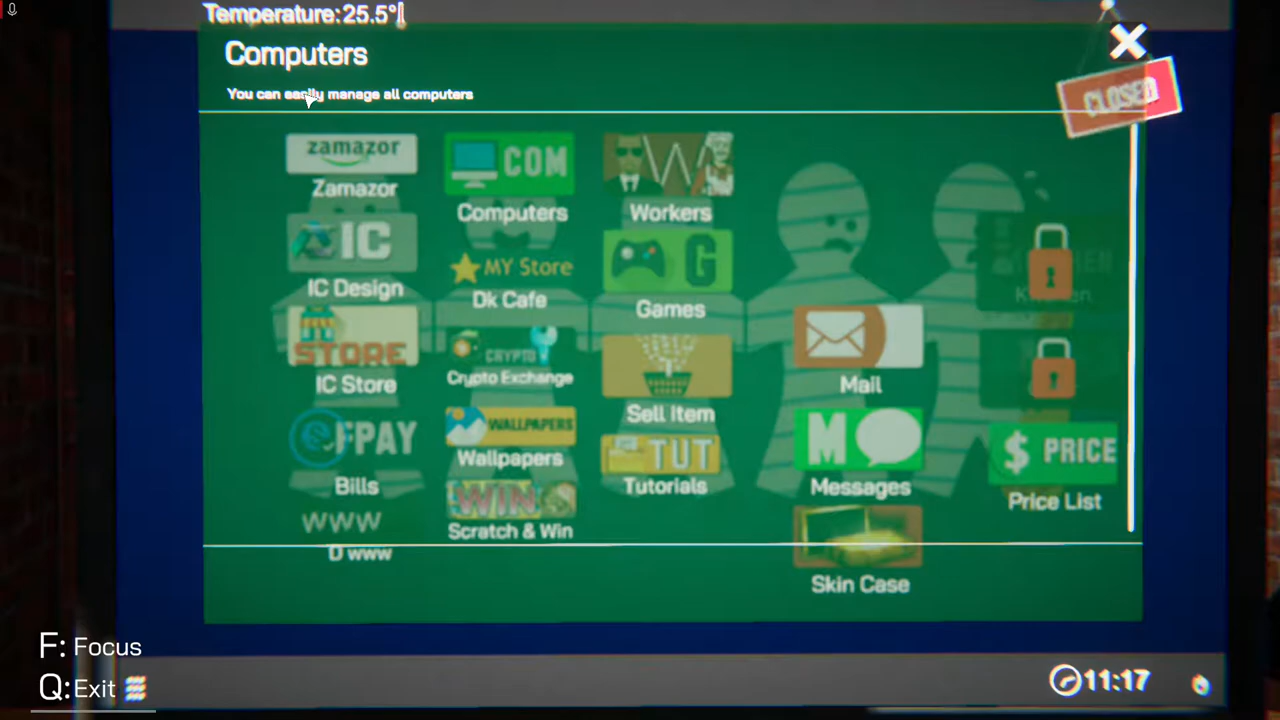 Temperature:25.5°
Computers
You can easily manage all computers
CLOSED
zamazor
Zamazor
COM
Computers
W
Workers
IC
IC Design
MY Store
Dk Cafe
G
Games
STORE
IC Store
CRYPTO
Crypto Exchange
Sell Item
Mail
FPAY
Bills
WALLPAPERS
Wallpapers
TUT
Tutorials
M
Messages
$ PRICE
Price List
WIN
Scratch & Win
www
D www
Skin Case
F: Focus
Q:Exit
11:17